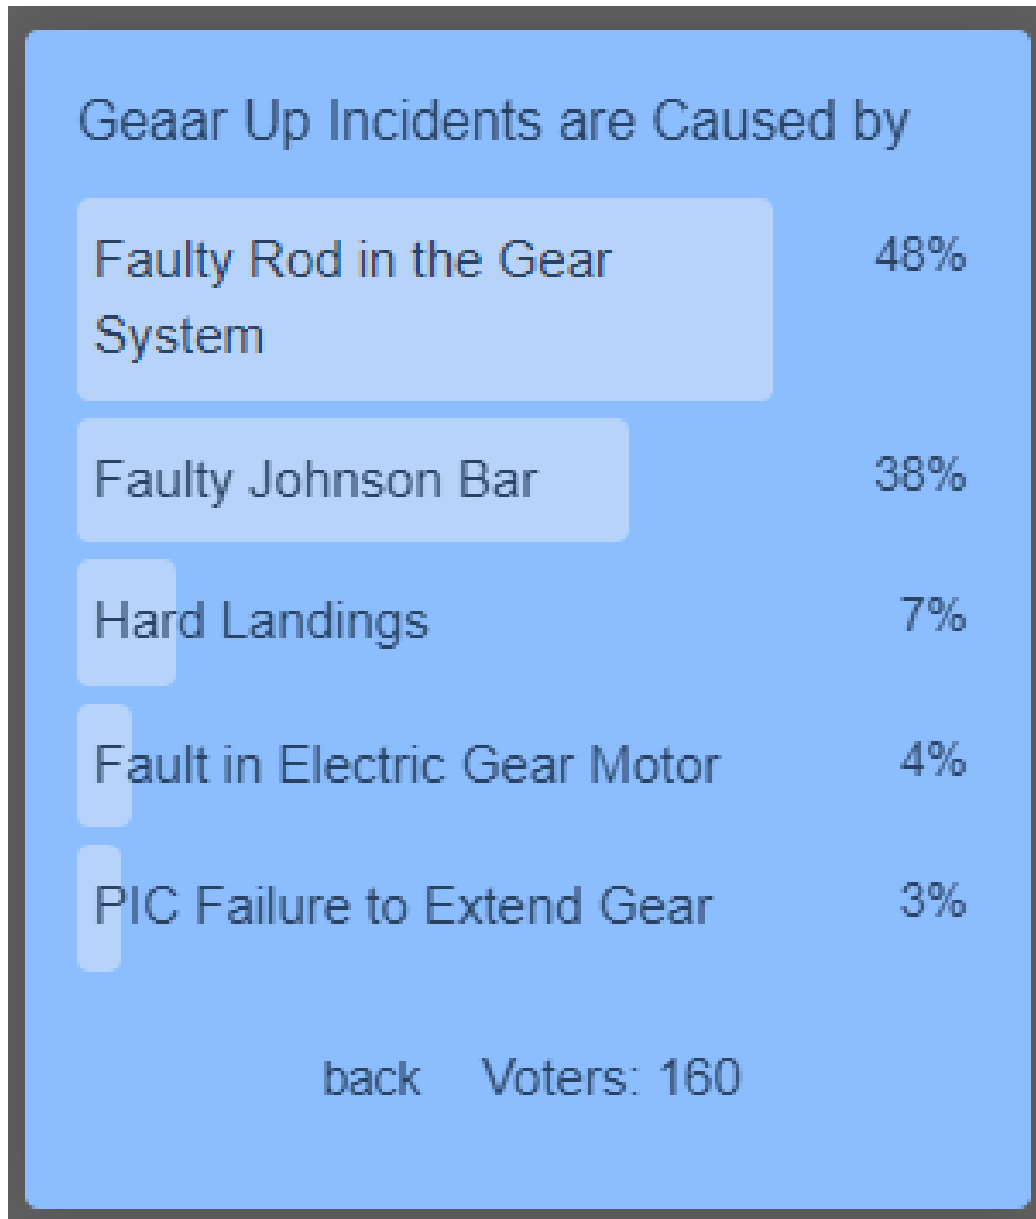 Geaar Up Incidents are Caused by
Faulty Rod in the Gear 48%
System
Faulty Johnson Bar 38%
Hard Landings 7%
Fault in Electric Gear Motor 4%
PIC Failure to Extend Gear 3%
back Voters: 160